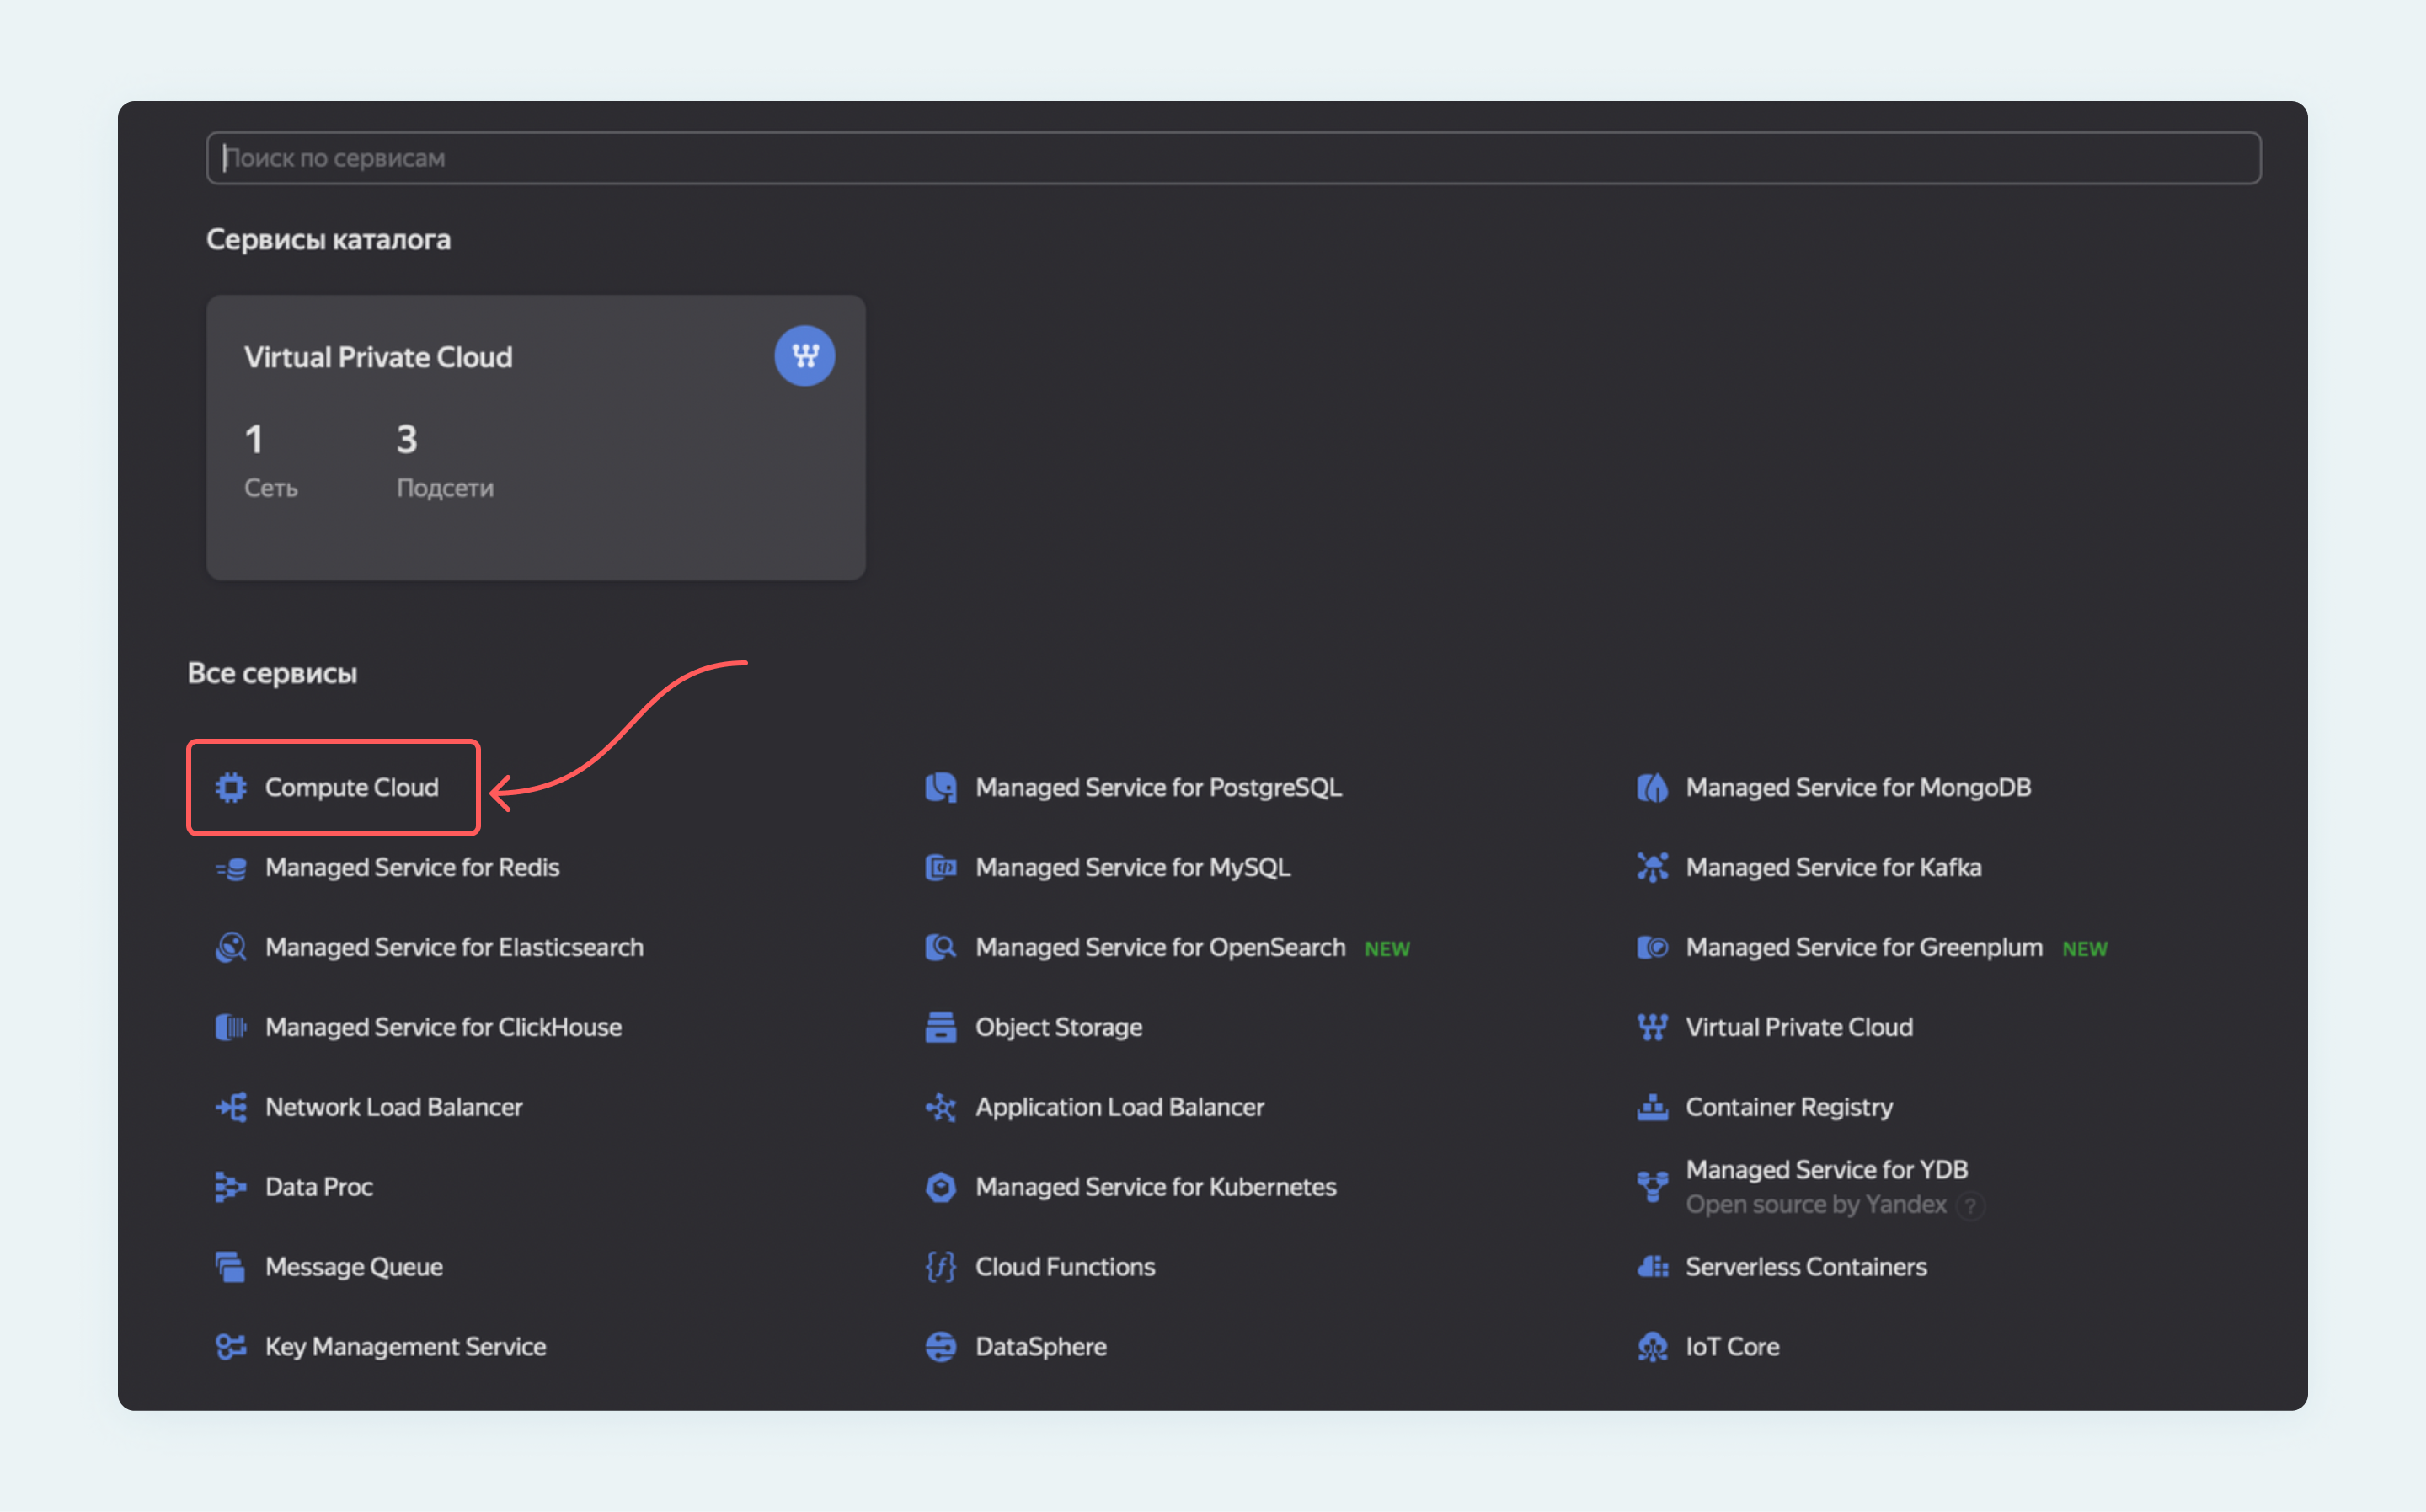 Поиск по сервисам
Сервисы каталога
Virtual Private Cloud
1 3
Сеть Подсети
Все сервисы
Compute Cloud Managed Service for PostgreSQL Managed Service for MongoDB
Managed Service for Redis Managed Service for MySQL Managed Service for Kafka
Managed Service for Elasticsearch Managed Service for OpenSearch NEW Managed Service for Greenplum NEW
Managed Service for ClickHouse Object Storage Virtual Private Cloud
Network Load Balancer Application Load Balancer Container Registry
Data Proc Managed Service for Kubernetes Managed Service for YDB
Open source by Yandex ?
Message Queue Cloud Functions Serverless Containers
Key Management Service DataSphere IoT Core